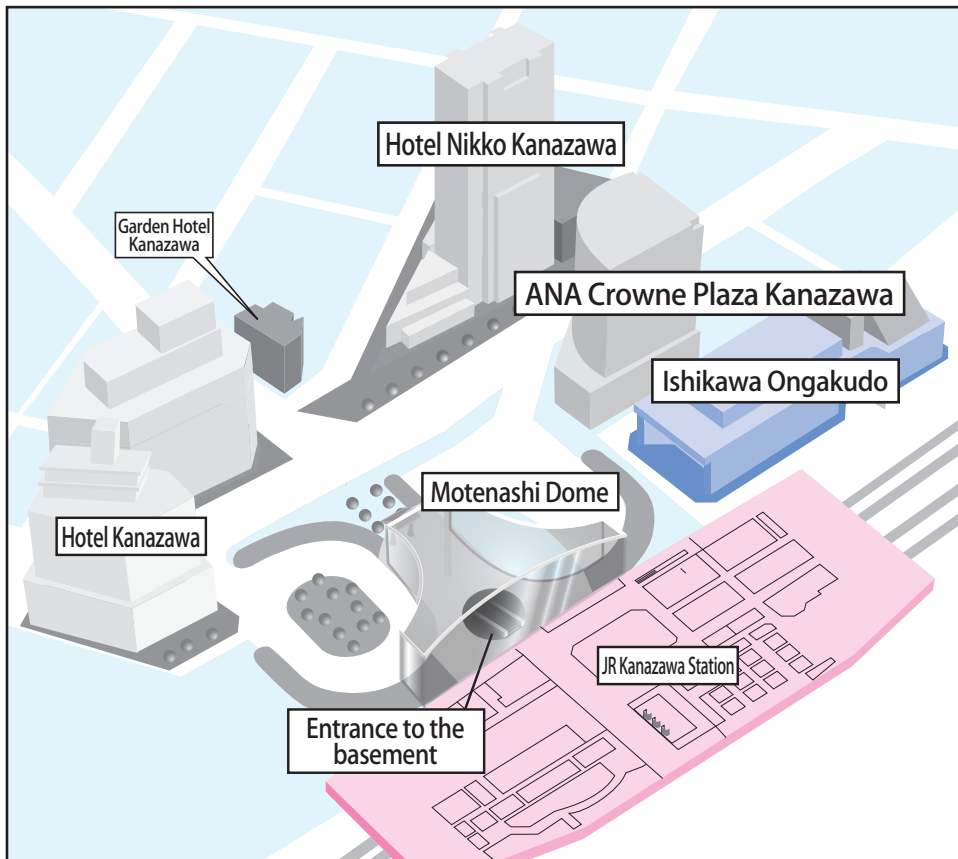 Hotel Nikko Kanazawa
Garden Hotel
Kanazawa
ANA Crowne Plaza Kanazawa
Ishikawa Ongakudo
Motenashi Dome
Hotel Kanazawa
JR Kanazawa Station
Entrance to the
basement